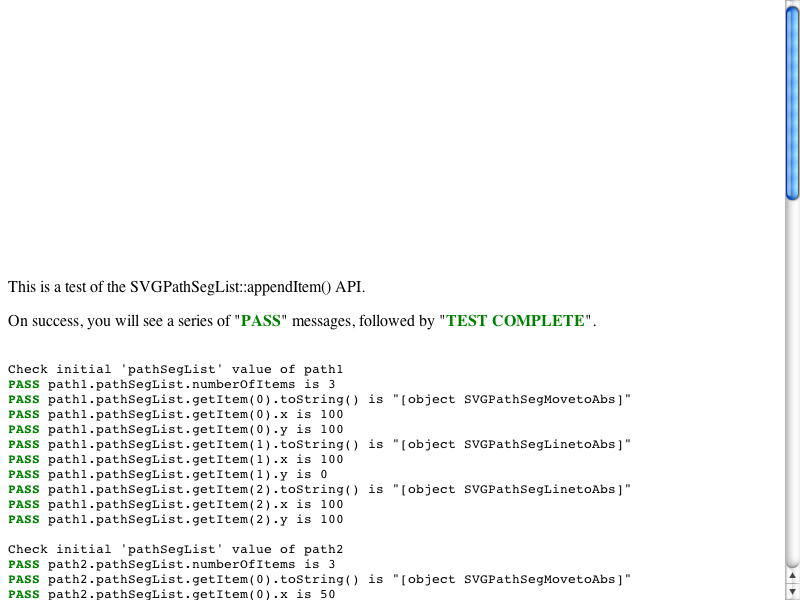 This is a test of the SVGPathSegList::appendItem() API.
On success, you will see a series of "PASS" messages, followed by "TEST COMPLETE".
Check initial 'pathSegList' value of path1
PASS path1.pathSegList.numberOfItems is 3
PASS path1.pathSegList.getItem(0).toString() is "[object SVGPathSegMovetoAbs]"
PASS path1.pathSegList.getItem(0).x is 100
PASS path1.pathSegList.getItem(0).y is 100
PASS path1.pathSegList.getItem(1).toString() is "[object SVGPathSegLinetoAbs]"
PASS path1.pathSegList.getItem(1).x is 100
PASS path1.pathSegList.getItem(1).y is 0
PASS path1.pathSegList.getItem(2).toString() is "[object SVGPathSegLinetoAbs]"
PASS path1.pathSegList.getItem(2).x is 100
PASS path1.pathSegList.getItem(2).y is 100
Check initial 'pathSegList' value of path2
PASS path2.pathSegList.numberOfItems is 3
PASS path2.pathSegList.getItem(0).toString() is "[object SVGPathSegMovetoAbs]"
PASS path2.pathSegList.getItem(0).x is 50